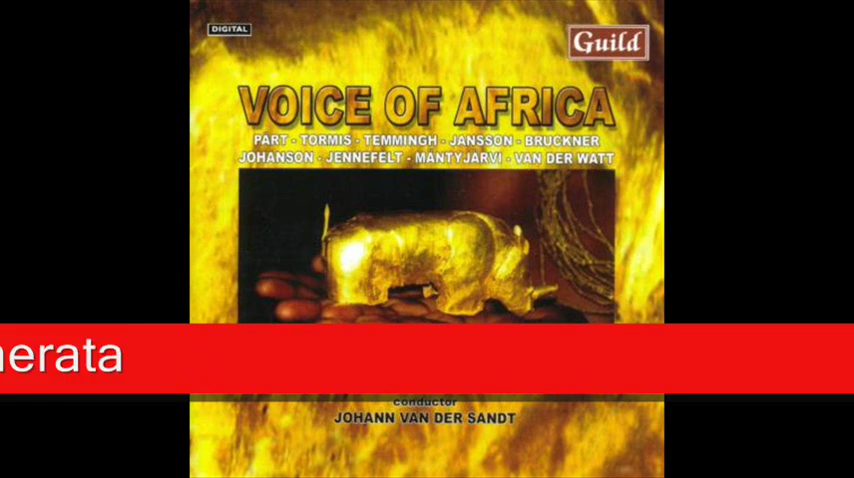 DIGITAL
Guild
VOICE OF AFRICA
PART - TORMIS - TEMMINGH - JANSSON - BRUCKNER
JOHANSON - JENNEFELT - MANTYJARVI - VAN DER WATT
erata
conductor
JOHANN VAN DER SANDT